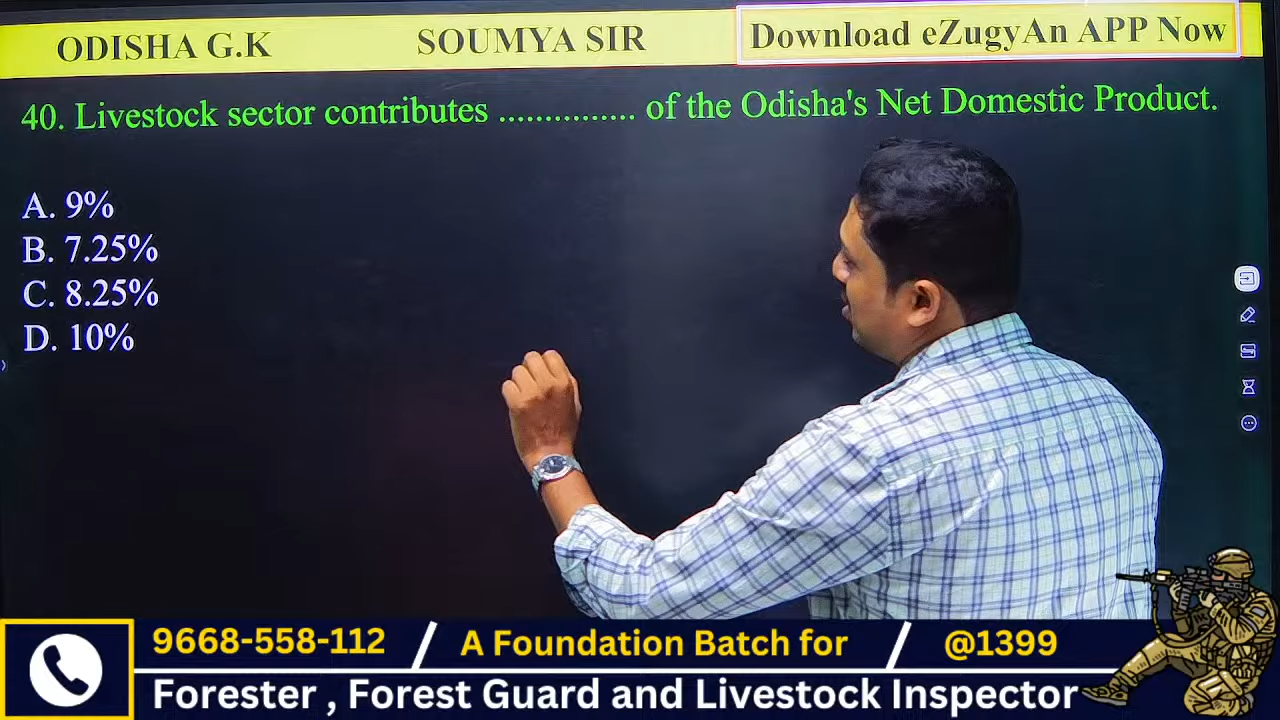 ODISHA G.K SOUMYA SIR Download eZugyAn APP Now
40. Livestock sector contributes ............... of the Odisha's Net Domestic Product.
A. 9%
B. 7.25%
C. 8.25%
D. 10%
9668-558-112 / A Foundation Batch for / @1399
Forester , Forest Guard and Livestock Inspector